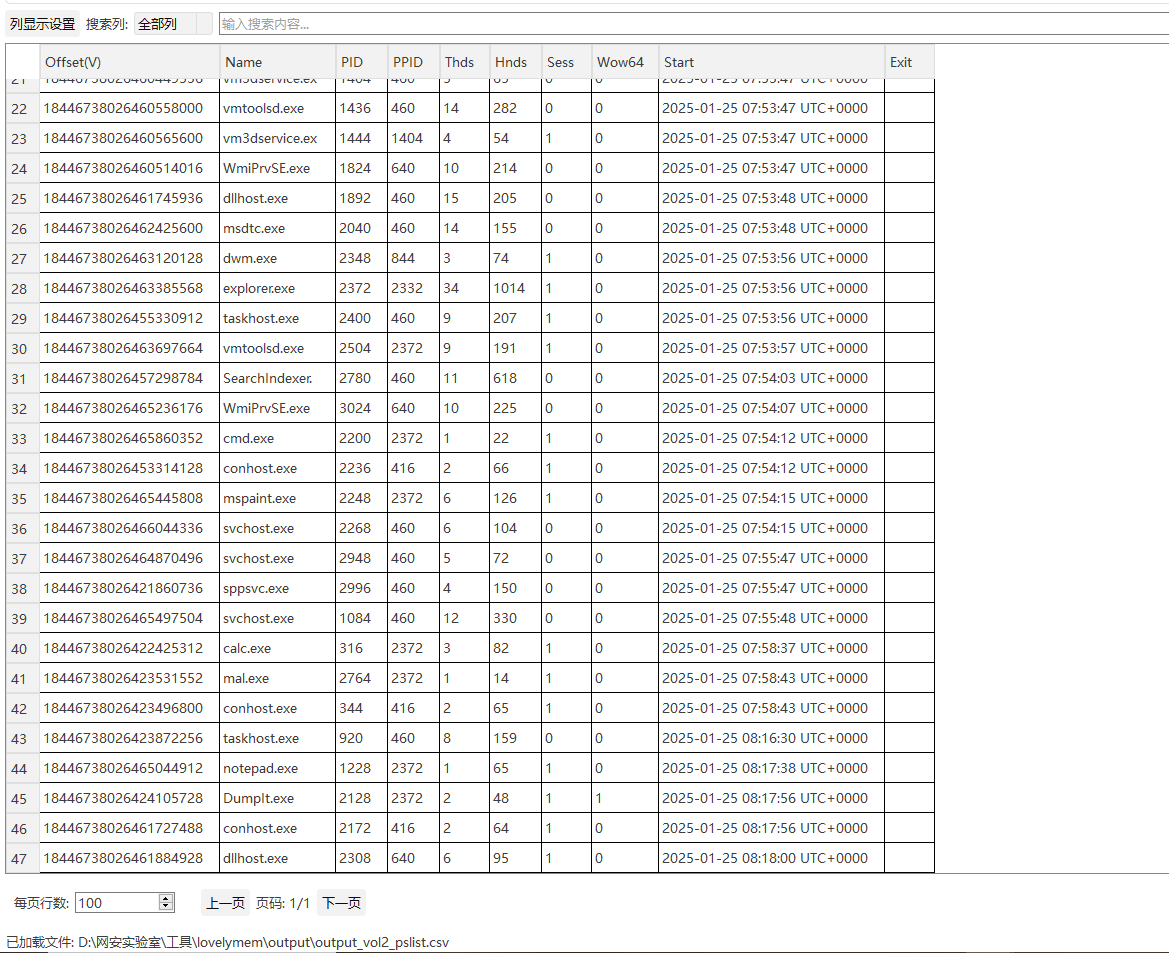 列显示设置 搜索列: 全部列 输入搜索内容...
Offset(V) Name PID PPID Thds Hnds Sess Wow64 Start Exit
22 18446738026460558000 vmtoolsd.exe 1436 460 14 282 0 0 2025-01-25 07:53:47 UTC+0000
23 18446738026460565600 vm3dservice.ex 1444 1404 4 54 1 0 2025-01-25 07:53:47 UTC+0000
24 18446738026460514016 WmiPrvSE.exe 1824 640 10 214 0 0 2025-01-25 07:53:47 UTC+0000
25 18446738026461745936 dllhost.exe 1892 460 15 205 0 0 2025-01-25 07:53:48 UTC+0000
26 18446738026462425600 msdtc.exe 2040 460 14 155 0 0 2025-01-25 07:53:48 UTC+0000
27 18446738026463120128 dwm.exe 2348 844 3 74 1 0 2025-01-25 07:53:56 UTC+0000
28 18446738026463385568 explorer.exe 2372 2332 34 1014 1 0 2025-01-25 07:53:56 UTC+0000
29 18446738026455330912 taskhost.exe 2400 460 9 207 1 0 2025-01-25 07:53:56 UTC+0000
30 18446738026463697664 vmtoolsd.exe 2504 2372 9 191 1 0 2025-01-25 07:53:57 UTC+0000
31 18446738026457298784 SearchIndexer. 2780 460 11 618 0 0 2025-01-25 07:54:03 UTC+0000
32 18446738026465236176 WmiPrvSE.exe 3024 640 10 225 0 0 2025-01-25 07:54:07 UTC+0000
33 18446738026465860352 cmd.exe 2200 2372 1 22 1 0 2025-01-25 07:54:12 UTC+0000
34 18446738026453314128 conhost.exe 2236 416 2 66 1 0 2025-01-25 07:54:12 UTC+0000
35 18446738026465445808 mspaint.exe 2248 2372 6 126 1 0 2025-01-25 07:54:15 UTC+0000
36 18446738026466044336 svchost.exe 2268 460 6 104 0 0 2025-01-25 07:54:15 UTC+0000
37 18446738026464870496 svchost.exe 2948 460 5 72 0 0 2025-01-25 07:55:47 UTC+0000
38 18446738026421860736 sppsvc.exe 2996 460 4 150 0 0 2025-01-25 07:55:47 UTC+0000
39 18446738026465497504 svchost.exe 1084 460 12 330 0 0 2025-01-25 07:55:48 UTC+0000
40 18446738026422425312 calc.exe 316 2372 3 82 1 0 2025-01-25 07:58:37 UTC+0000
41 18446738026423531552 mal.exe 2764 2372 1 14 1 0 2025-01-25 07:58:43 UTC+0000
42 18446738026423496800 conhost.exe 344 416 2 65 1 0 2025-01-25 07:58:43 UTC+0000
43 18446738026423872256 taskhost.exe 920 460 8 159 0 0 2025-01-25 08:16:30 UTC+0000
44 18446738026465044912 notepad.exe 1228 2372 1 65 1 0 2025-01-25 08:17:38 UTC+0000
45 18446738026424105728 DumpIt.exe 2128 2372 2 48 1 1 2025-01-25 08:17:56 UTC+0000
46 18446738026461727488 conhost.exe 2172 416 2 64 1 0 2025-01-25 08:17:56 UTC+0000
47 18446738026461884928 dllhost.exe 2308 640 6 95 1 0 2025-01-25 08:18:00 UTC+0000
每页行数: 100 上一页 页码: 1/1 下一页
已加载文件: D:\网安实验室\工具\lovelymem\output\output_vol2_pslist.csv